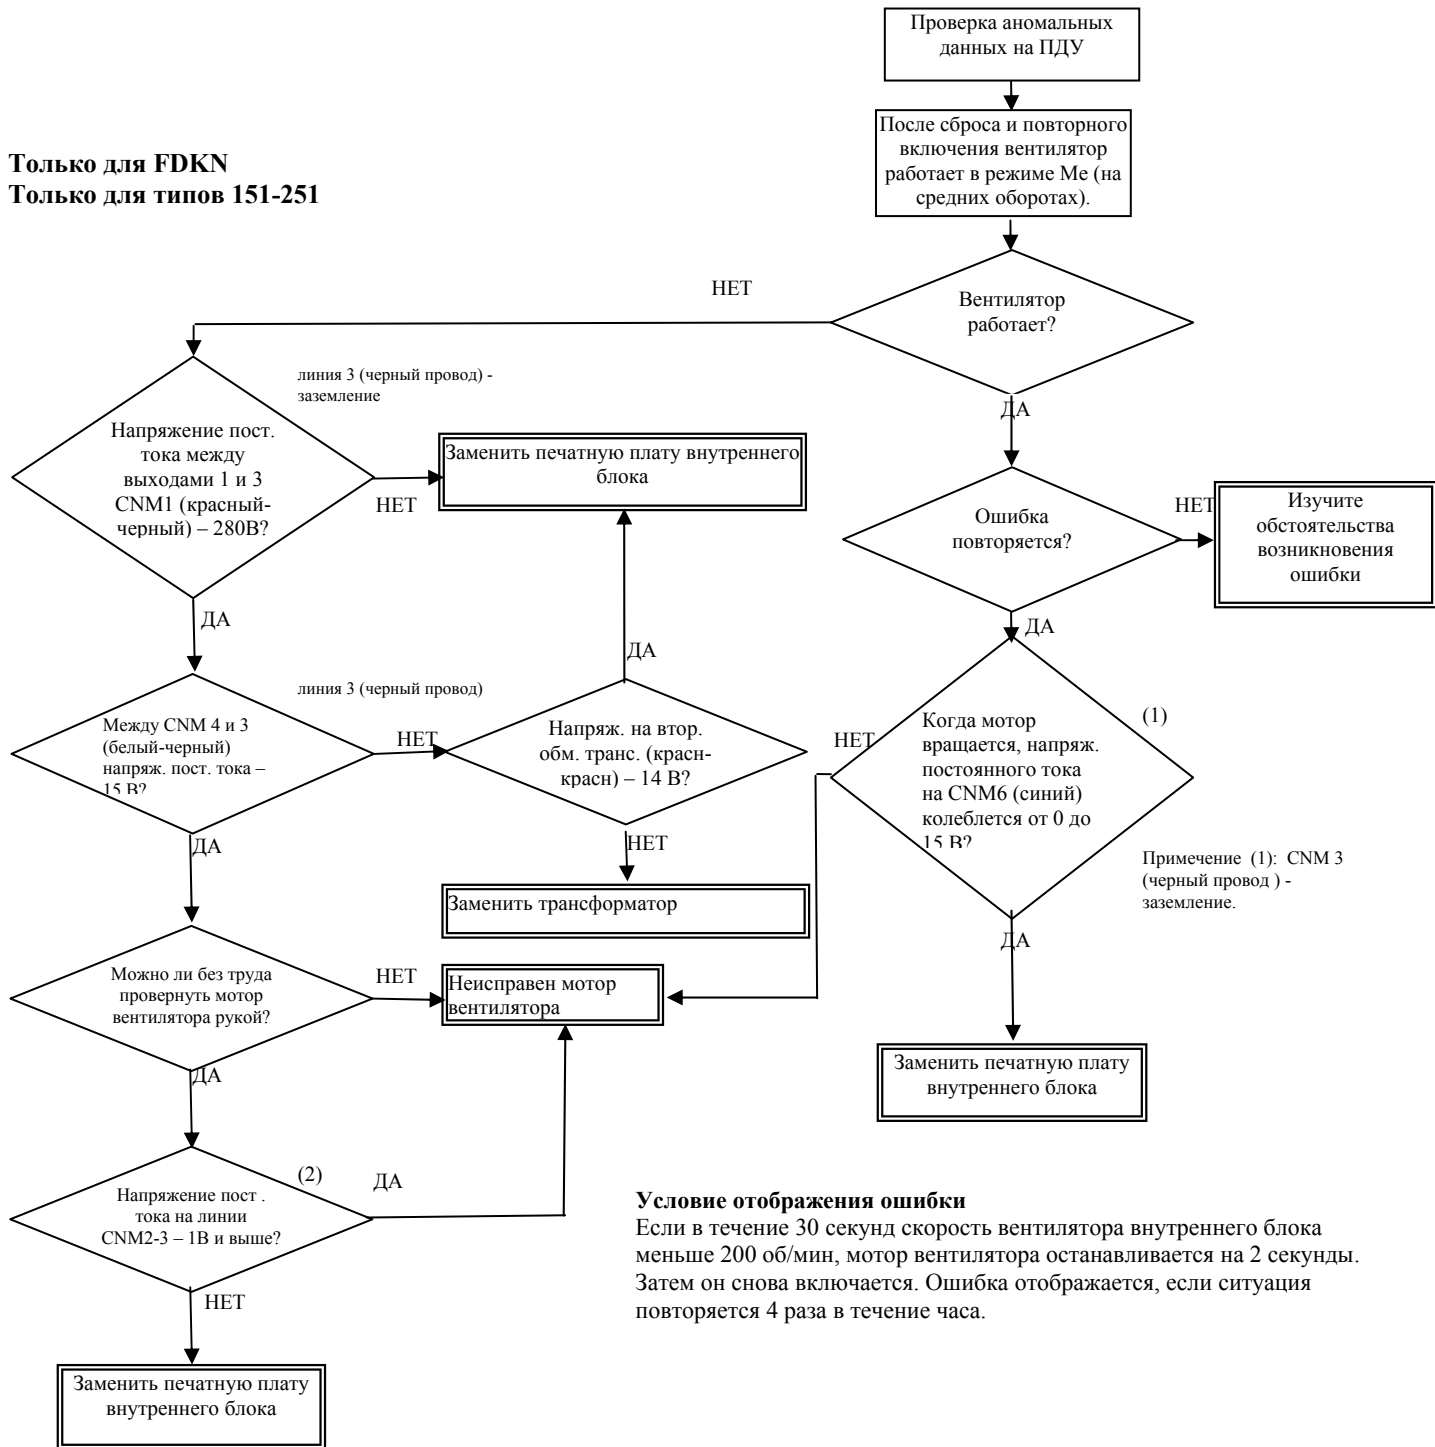 Проверка аномальных
данных на ПДУ
После сброса и повторного
включения вентилятор
работает в режиме Ме (на
средних оборотах).
Только для FDKN
Только для типов 151-251
НЕТ
Вентилятор
работает?
линия 3 (черный провод) -
заземление
ДА
Напряжение пост.
тока между
выходами 1 и 3
CNM1 (красный-
черный) – 280В?
НЕТ
Заменить печатную плату внутреннего
блока
Ошибка
повторяется?
НЕТ
Изучите
обстоятельства
возникновения
ошибки
ДА
ДА
ДА
линия 3 (черный провод)
Между CNM 4 и 3
(белый-черный)
напряж. пост. тока –
15 В?
НЕТ
Напряж. на втор.
обм. транс. (красн-
красн) – 14 В?
НЕТ
Когда мотор
вращается, напряж.
постоянного тока
на CNM6 (синий)
колеблется от 0 до
15 В?
(1)
ДА
НЕТ
Примечание (1): CNM 3
(черный провод ) -
заземление.
Заменить трансформатор
ДА
Можно ли без труда
провернуть мотор
вентилятора рукой?
НЕТ
Неисправен мотор
вентилятора
ДА
Заменить печатную плату
внутреннего блока
Напряжение пост .
тока на линии
CNM2-3 – 1В и выше?
(2)
ДА
НЕТ
Условие отображения ошибки
Если в течение 30 секунд скорость вентилятора внутреннего блока
меньше 200 об/мин, мотор вентилятора останавливается на 2 секунды.
Затем он снова включается. Ошибка отображается, если ситуация
повторяется 4 раза в течение часа.
Заменить печатную плату
внутреннего блока